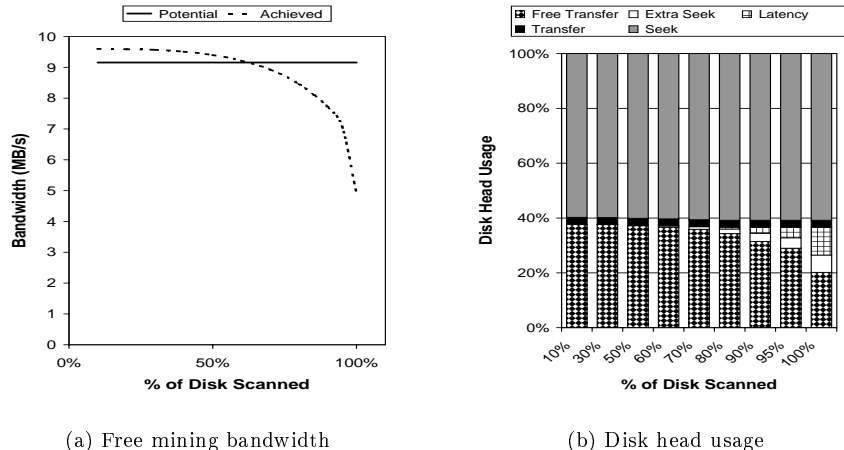 Potential Achieved
Bandwidth (MB/s)
10
9
8
7
6
5
4
3
2
1
0
0% 50% 100%
% of Disk Scanned
(a) Free mining bandwidth
Free Transfer Extra Seek Latency
Transfer Seek
Disk Head Usage
100%
80%
60%
40%
20%
0%
10% 30% 50% 60% 70% 80% 90% 95% 100%
% of Disk Scanned
(b) Disk head usage